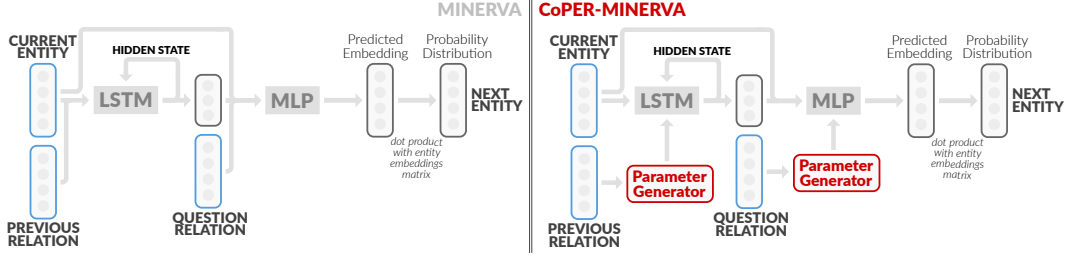 MINERVA
CURRENT
ENTITY
HIDDEN STATE
Predicted
Embedding
Probability
Distribution
LSTM
MLP
NEXT
ENTITY
dot product
with entity
embeddings
matrix
PREVIOUS
RELATION
QUESTION
RELATION
CoPER-MINERVA
CURRENT
ENTITY
HIDDEN STATE
Predicted
Embedding
Probability
Distribution
LSTM
MLP
NEXT
ENTITY
dot product
with entity
embeddings
matrix
Parameter
Generator
Parameter
Generator
PREVIOUS
RELATION
QUESTION
RELATION